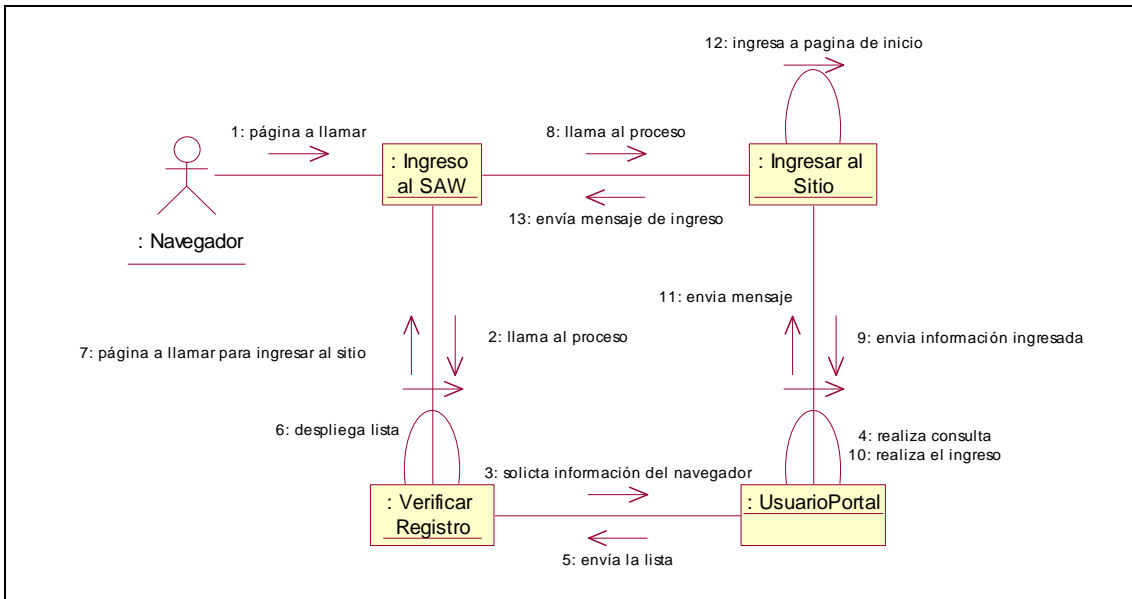 12: ingresa a pagina de inicio
1: página a llamar
8: llama al proceso
: Ingreso
al SAW
: Ingresar al
Sitio
13: envía mensaje de ingreso
: Navegador
11: envia mensaje
2: llama al proceso
9: envia información ingresada
7: página a llamar para ingresar al sitio
6: despliega lista
4: realiza consulta
10: realiza el ingreso
3: solicta información del navegador
: Verificar
Registro
: UsuarioPortal
5: envía la lista